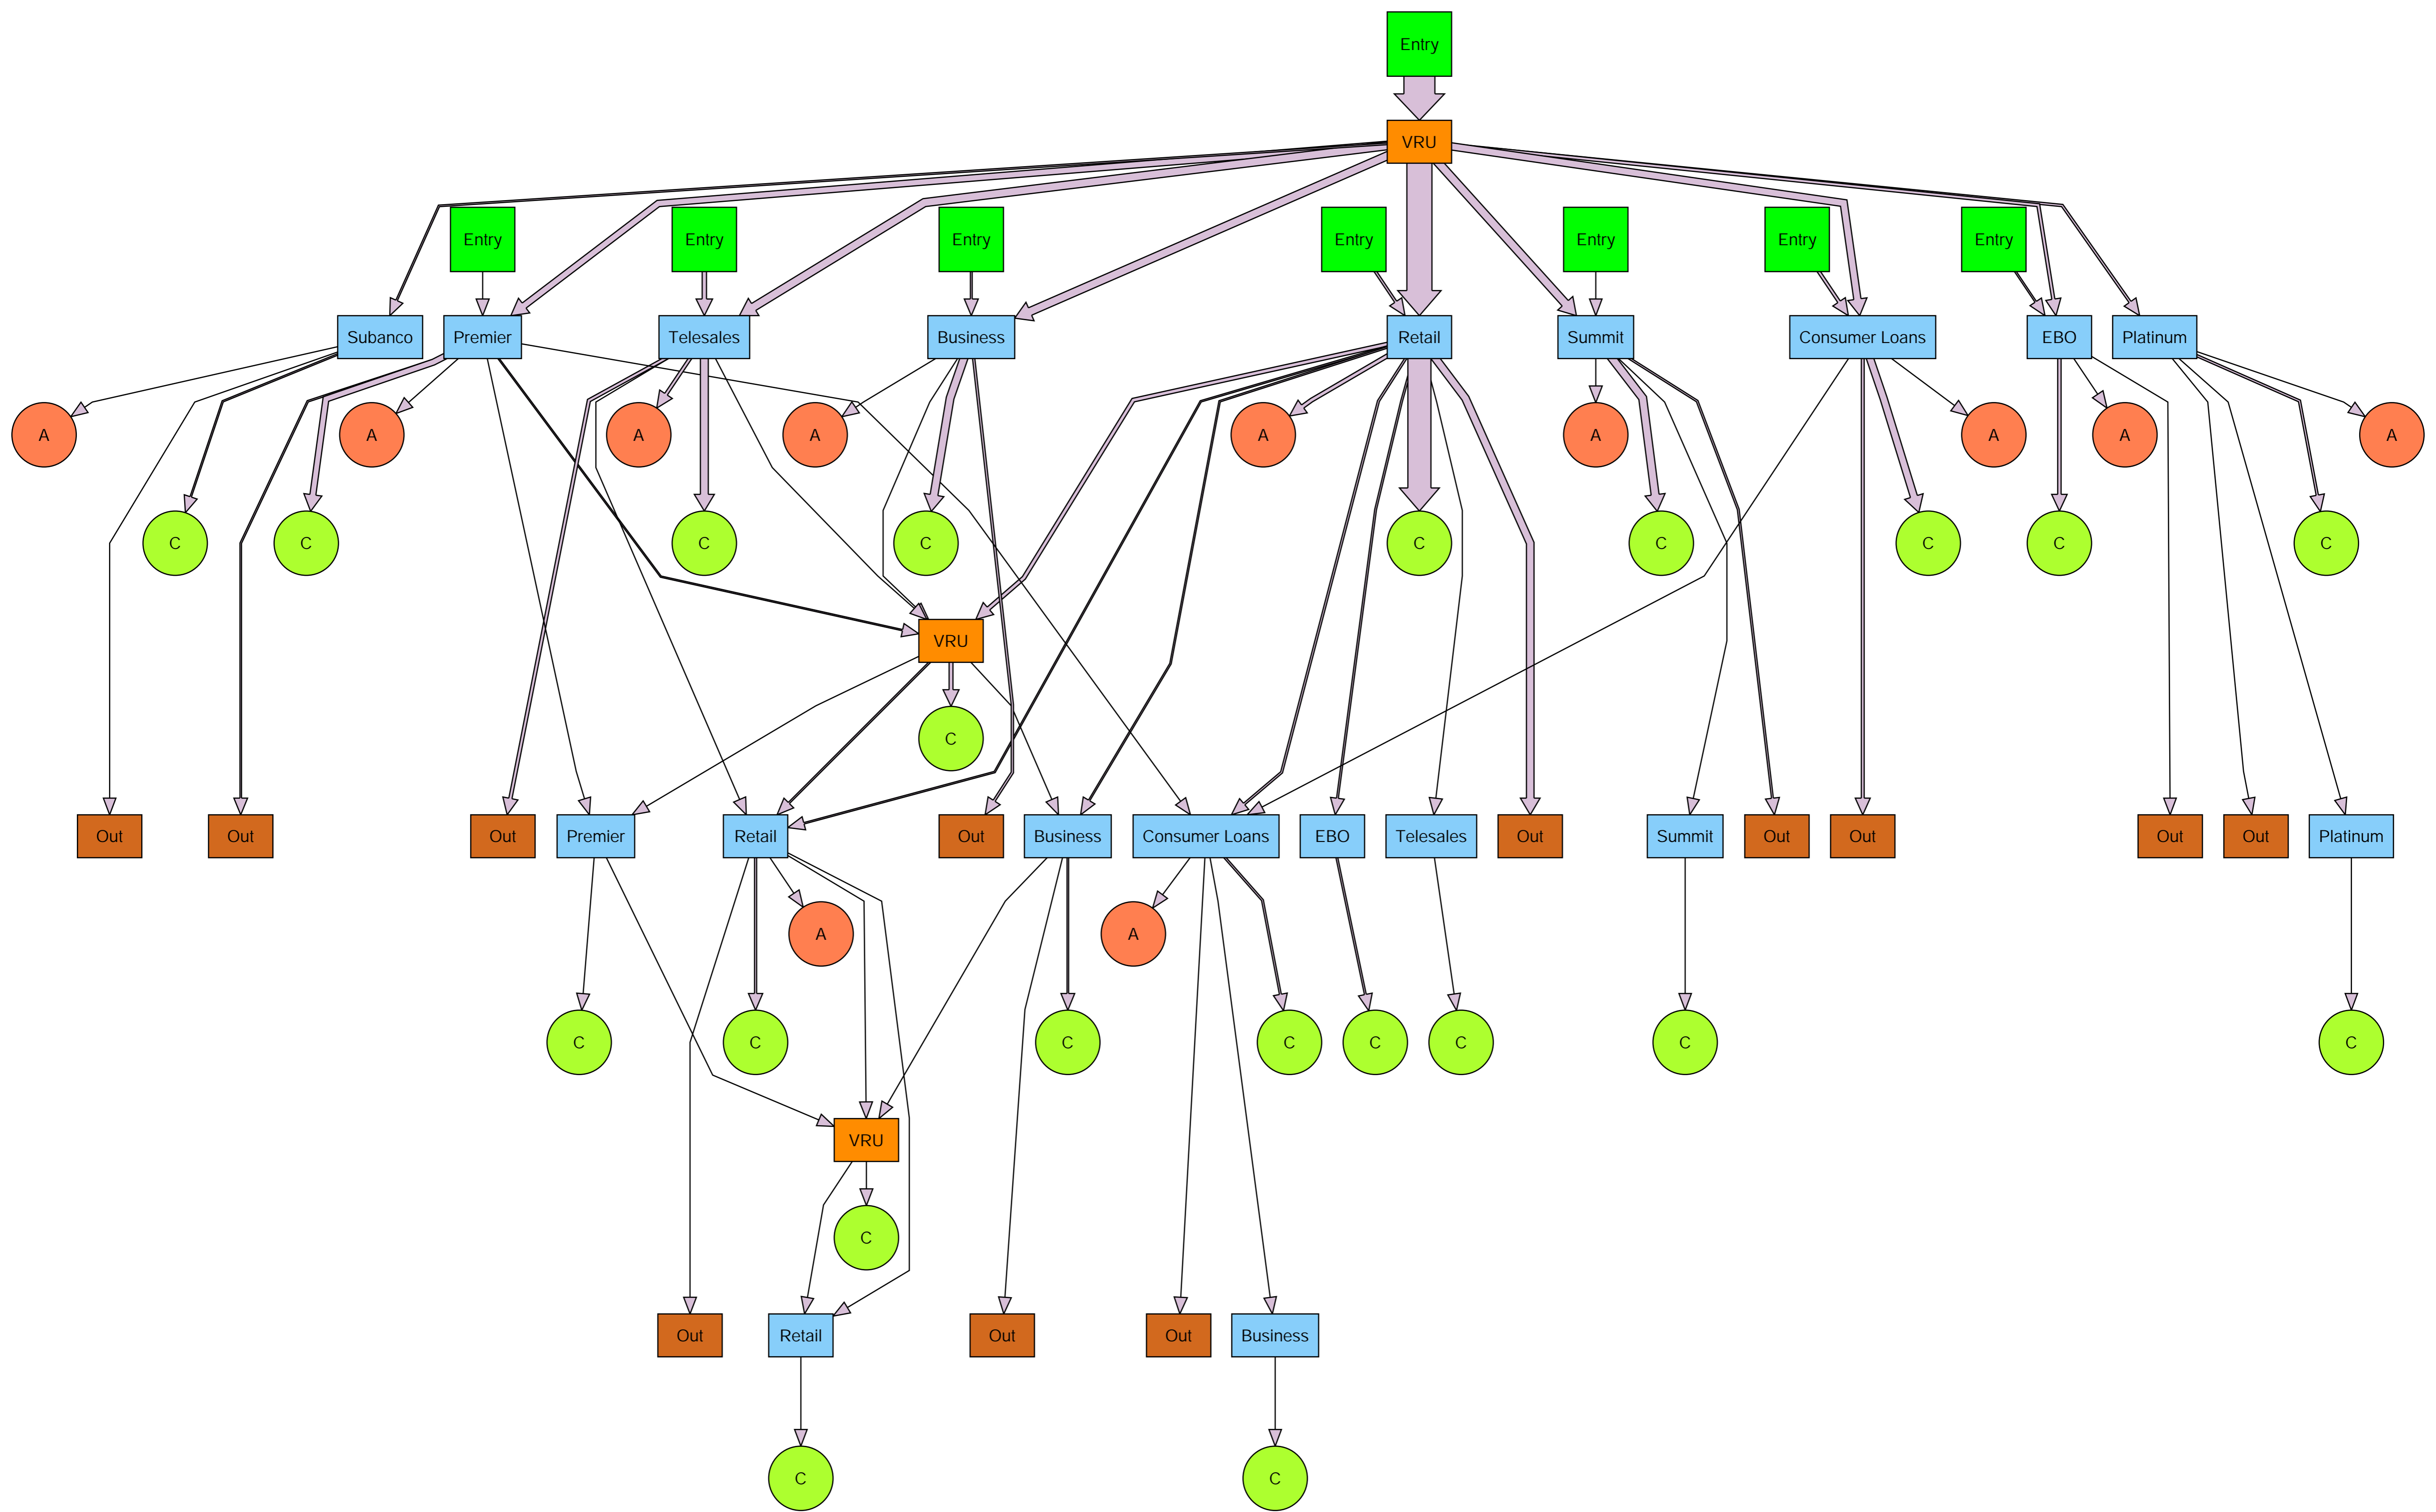 Entry
VRU
Entry
Entry
Entry
Entry
Entry
Entry
Entry
Subanco
Premier
Telesales
Business
Retail
Summit
Consumer Loans
EBO
Platinum
A
A
A
A
A
A
A
A
A
C
C
C
C
C
C
C
C
C
VRU
C
Out
Out
Out
Premier
Retail
Out
Business
Consumer Loans
EBO
Telesales
Out
Summit
Out
Out
Out
Out
Platinum
A
A
C
C
C
C
C
C
C
C
VRU
C
Out
Retail
Out
Out
Business
C
C